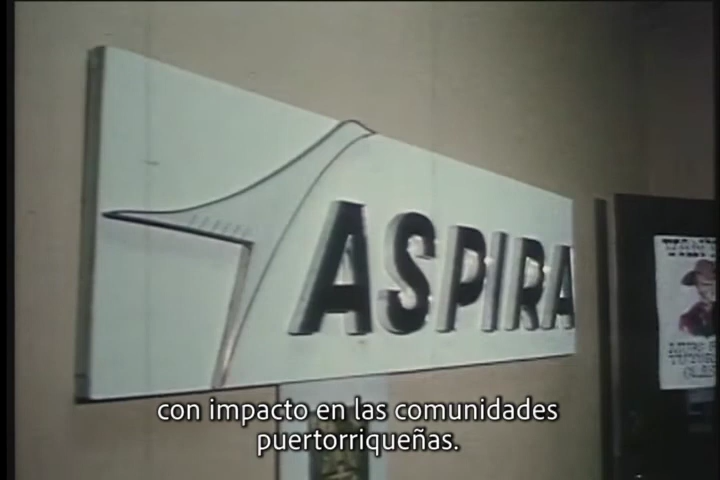 ASPIRA
con impacto en las comunidades
puertorriqueñas.